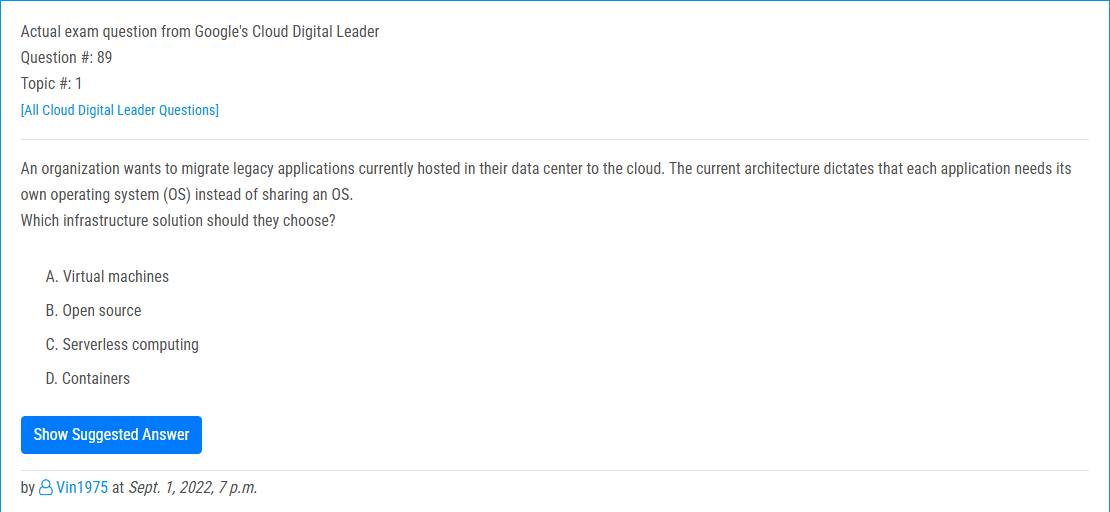 Actual exam question from Google's Cloud Digital Leader
Question #: 89
Topic #: 1
[All Cloud Digital Leader Questions]
An organization wants to migrate legacy applications currently hosted in their data center to the cloud. The current architecture dictates that each application needs its
own operating system (OS) instead of sharing an OS.
Which infrastructure solution should they choose?
A. Virtual machines
B. Open source
C. Serverless computing
D. Containers
Show Suggested Answer
by Vin1975 at Sept. 1, 2022, 7 p.m.